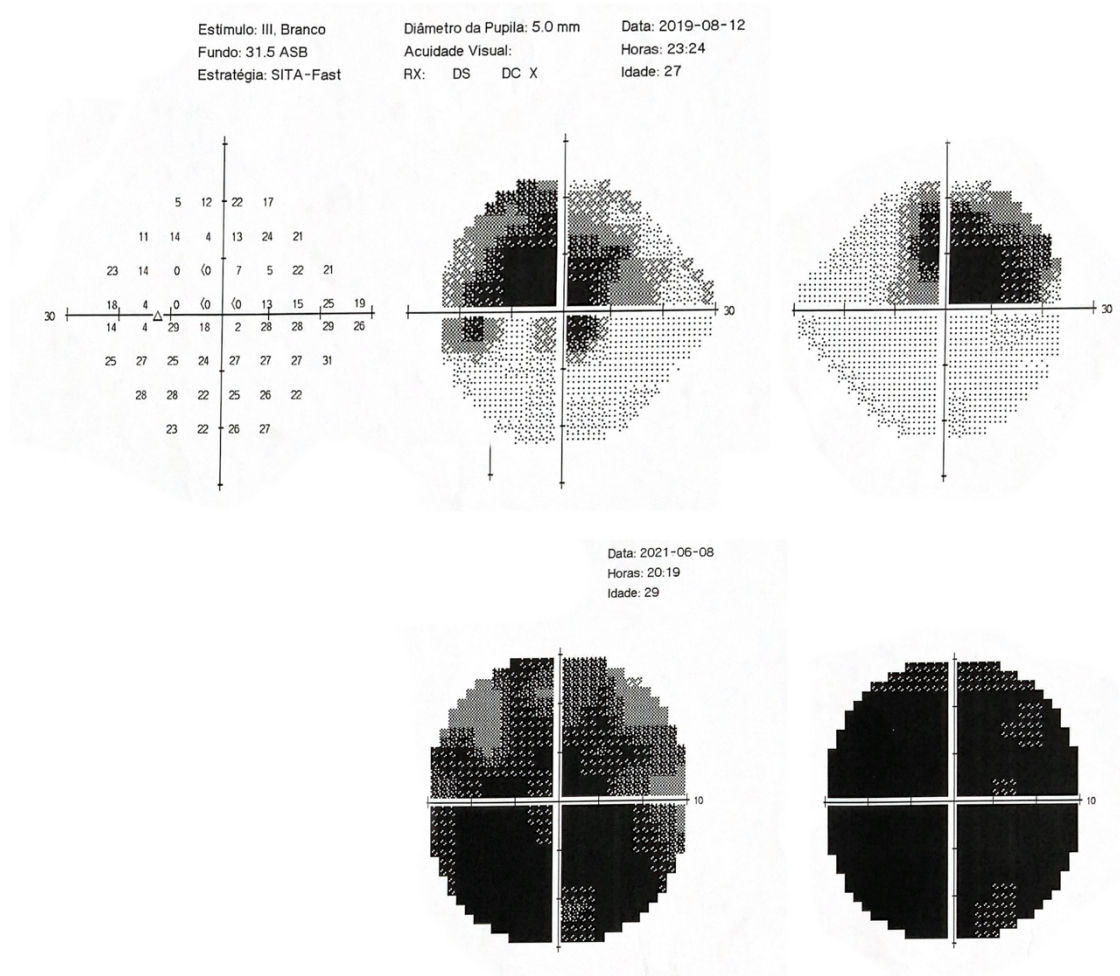 Estímulo: III, Branco
Fundo: 31.5 ASB
Estratégia: SITA-Fast
Diâmetro da Pupila: 5.0 mm
Acuidade Visual:
RX: DS DC X
Data: 2019-08-12
Horas: 23:24
Idade: 27
5 12 22 17
11 14 4 13 24 21
23 14 0 ⟨0 7 5 22 21
18 4 0 ⟨0 ⟨0 13 15 25 19
30
14 4 29 18 2 28 28 29 26
25 27 25 24 27 27 27 31
28 28 22 25 26 22
23 22 26 27
30
30
Data: 2021-06-08
Horas: 20:19
Idade: 29
10
10